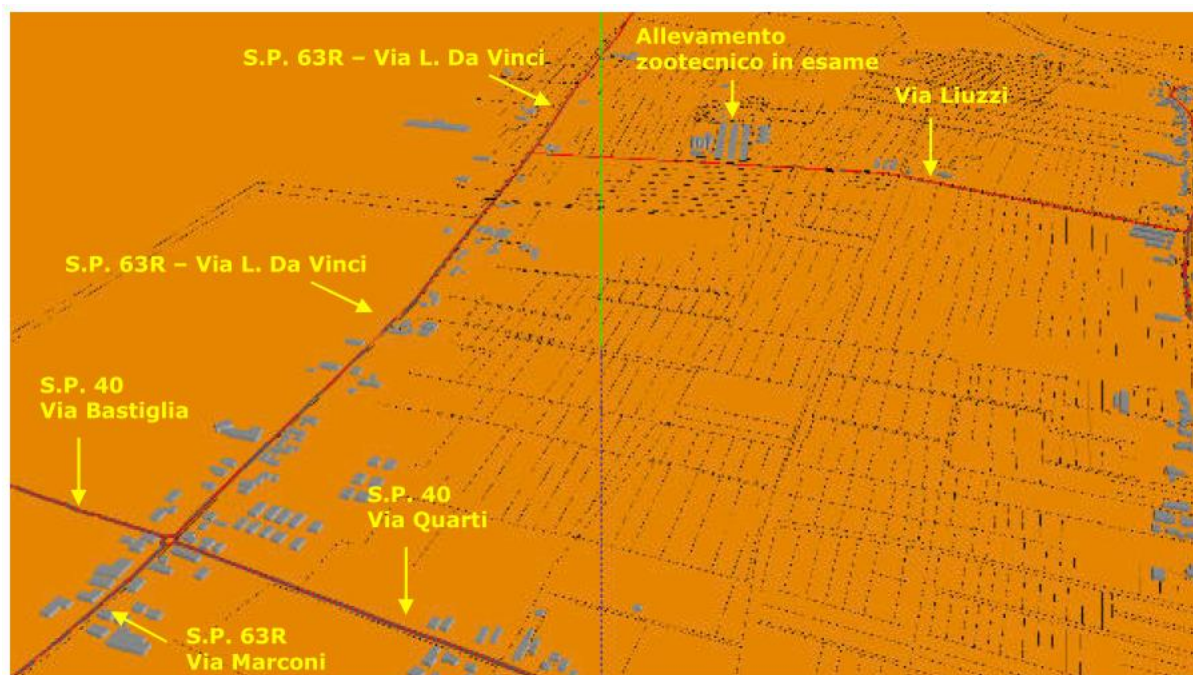 S.P. 63R – Via L. Da Vinci
Allevamento
zootecnico in esame
Via Liuzzi
S.P. 63R – Via L. Da Vinci
S.P. 40
Via Bastiglia
S.P. 40
Via Quarti
S.P. 63R
Via Marconi